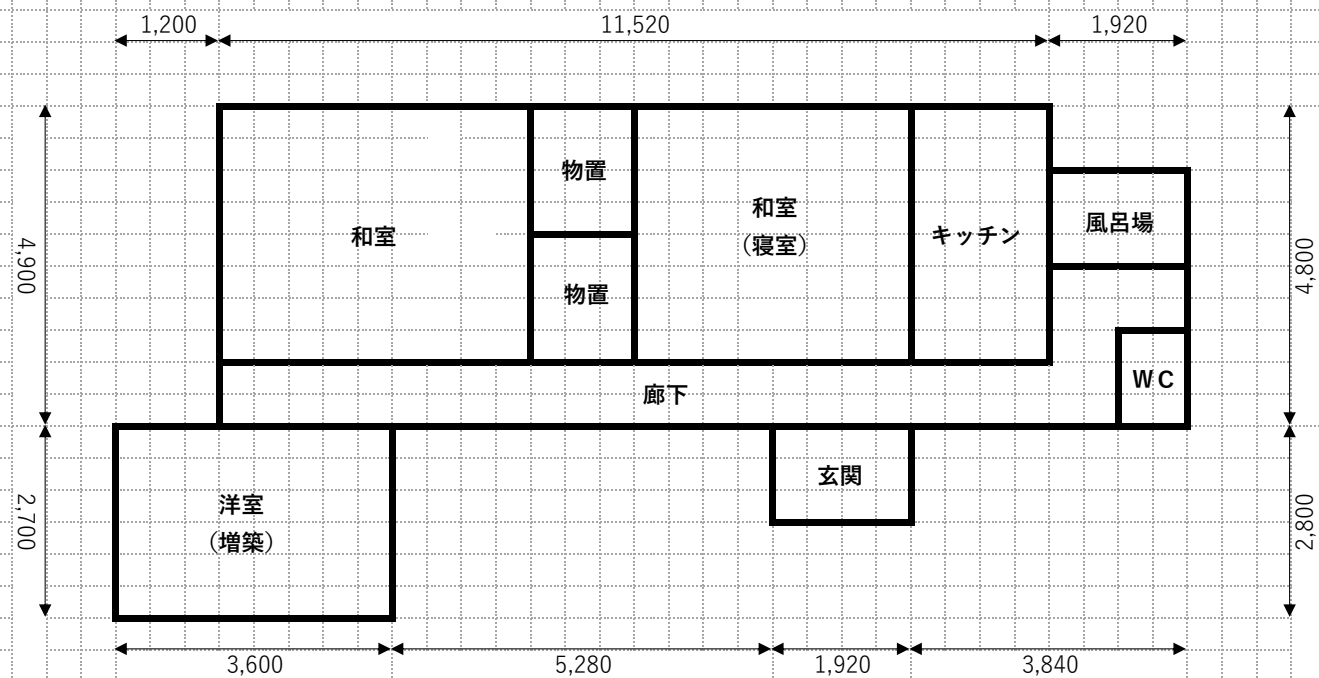 1,200
11,520
1,920
物置
和室
(寝室)
和室
キッチン
風呂場
物置
4,900
4,800
廊下
WC
洋室
(増築)
玄関
2,700
2,800
3,600
5,280
1,920
3,840